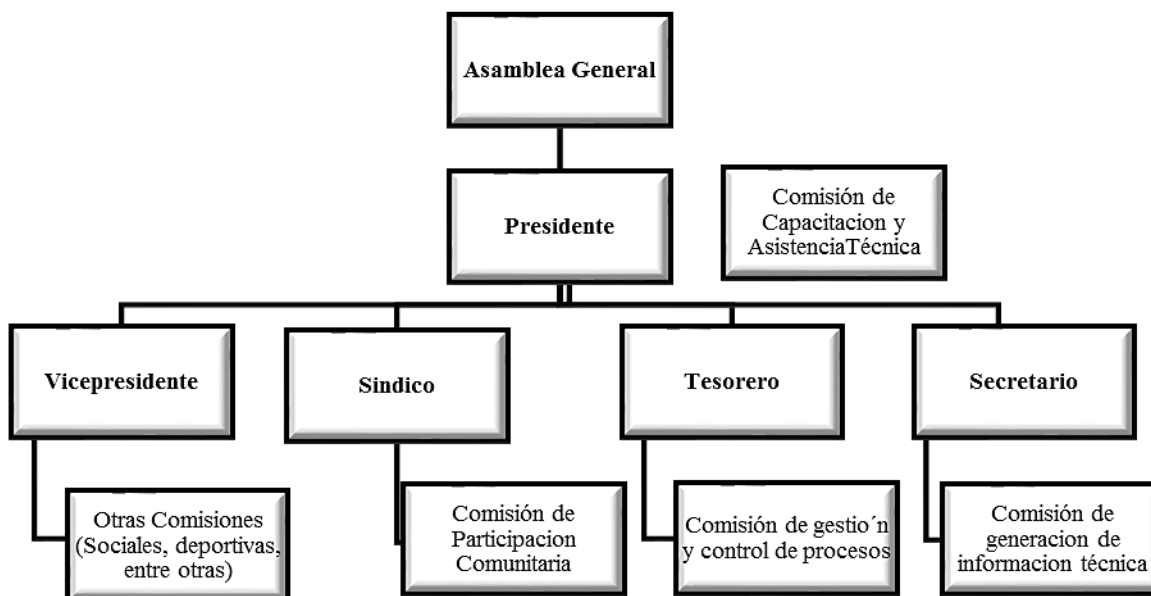 Asamblea General
Presidente
Comisión de
Capacitacion y
AsistenciaTécnica
Vicepresidente
Sindico
Tesorero
Secretario
Otras Comisiones
(Sociales, deportivas,
entre otras)
Comisión de
Participacion
Comunitaria
Comisión de gestio´n
y control de procesos
Comisión de
generacion de
informacion técnica